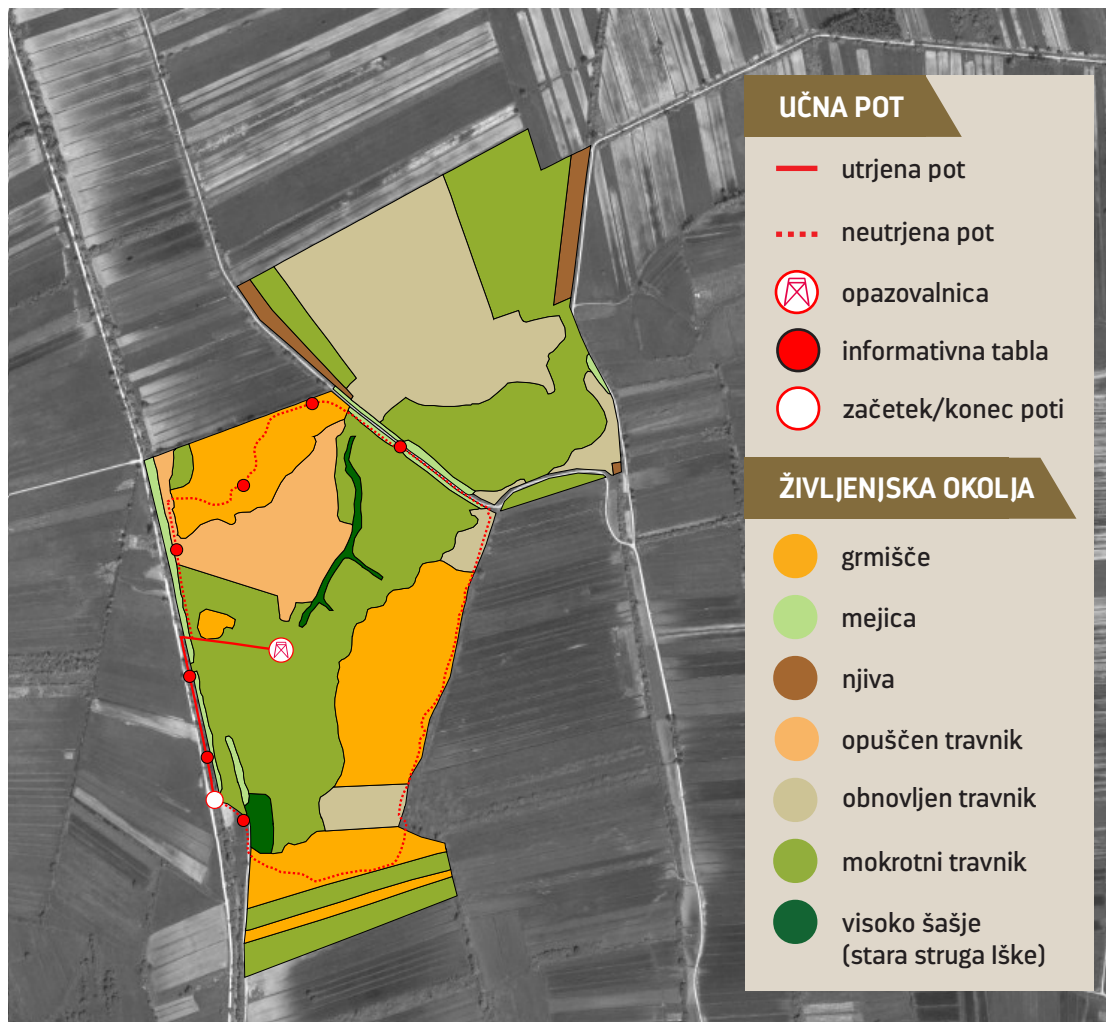 UČNA POT
utrjena pot
neutrjena pot
opazovalnica
informativna tabla
začetek/konec poti
ŽIVLJENJSKA OKOLJA
grmišče
mejica
njiva
opuščen travnik
obnovljen travnik
mokrotni travnik
visoko šašje
(stara struga Iške)